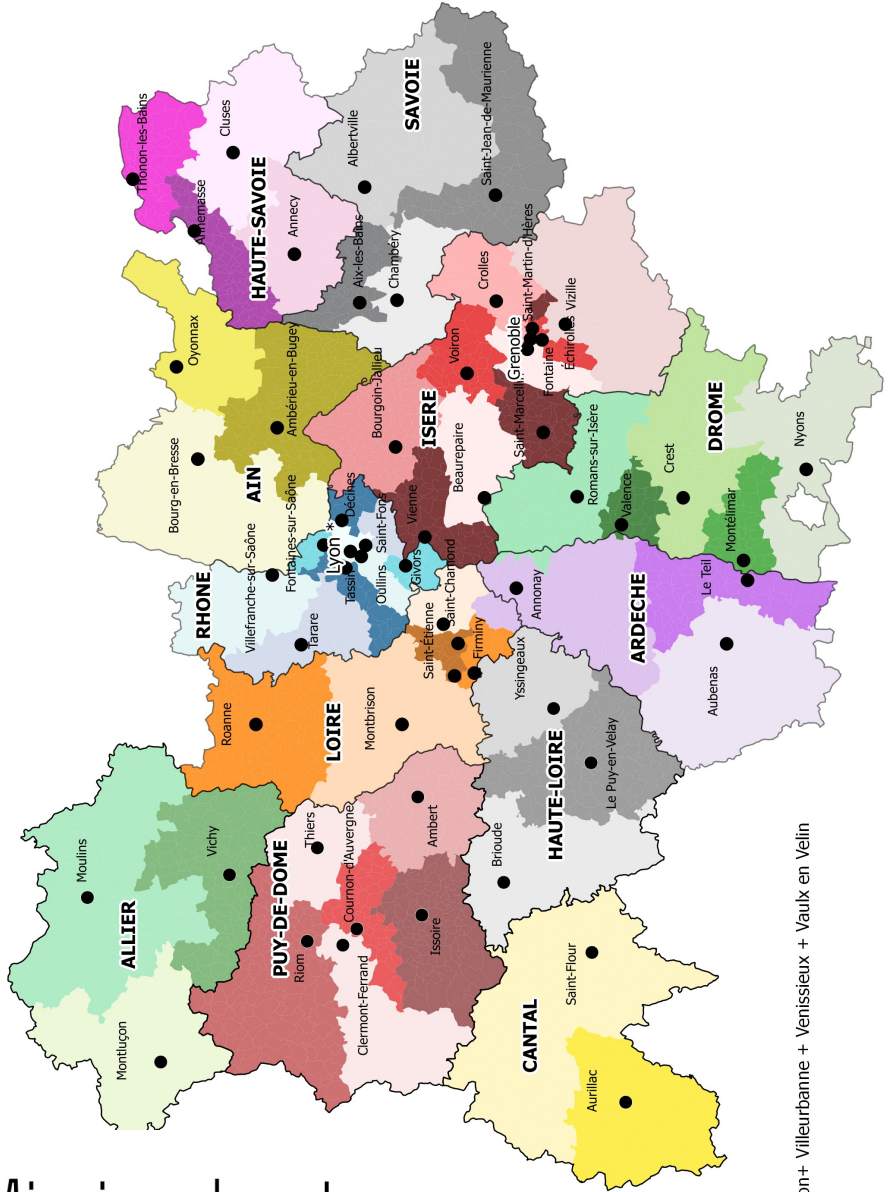 ALLIER
Moulins
Montluçon
Vichy
PUY-DE-DOME
Riom
Thiers
Cournon-d'Auvergne
Clermont-Ferrand
Ambert
Issoire
CANTAL
Saint-Flour
Aurillac
HAUTE-LOIRE
Brioude
Yssingeaux
Le Puy-en-Velay
LOIRE
Roanne
Montbrison
Saint-Étienne
Saint-Chamond
Firminy
RHONE
Villefranche-sur-Saône
Tarare
Fontaines-sur-Saône
Lyon *
Décines
Tassin
Saint-Fons
Oullins
Givors
AIN
Bourg-en-Bresse
Oyonnax
Ambérieu-en-Bugey
HAUTE-SAVOIE
Thonon-les-Bains
Annemasse
Cluses
Annecy
SAVOIE
Albertville
Aix-les-Bains
Chambéry
Saint-Jean-de-Maurienne
ISERE
Bourgoin-Jallieu
Vienne
Beaurepaire
Voiron
Crolles
Saint-Marcell
Grenoble
Saint-Martin-d'Hères
Fontaine
Échirolles
Vizille
DROME
Romans-sur-Isère
Valence
Crest
Montélimar
Nyons
ARDECHE
Annonay
Le Teil
Aubenas
on+ Villeurbanne + Venissieux + Vaulx en Velin